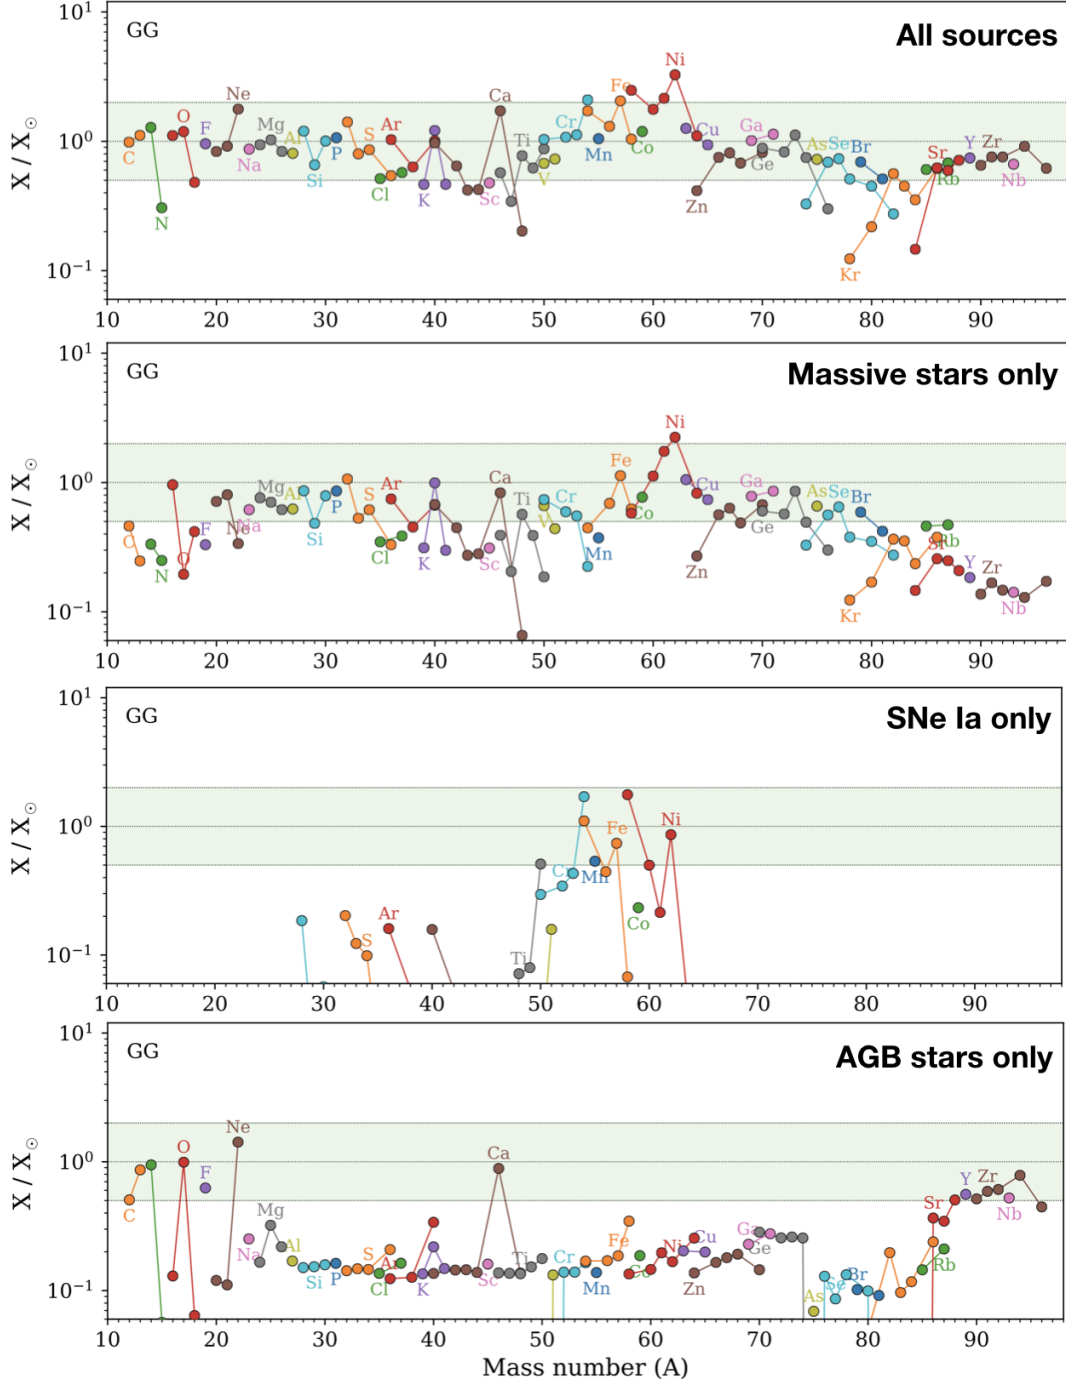 10¹
GG
All sources
Ni
Fe
Ne
Ca
O
F
Mg
Al
S
Ar
Ti
Cr
Cu
Ga
As
Se
Br
Y
Zr
Sr
X / X☉
10⁰
C
Na
Si
P
Mn
Co
V
Ge
Rb
Nb
N
Cl
K
Sc
Zn
10⁻¹
Kr
10 20 30 40 50 60 70 80 90
10¹
GG
Massive stars only
Ni
Fe
Ca
Mg
Al
S
Ar
Ti
Cr
Cu
Ga
As
Se
Br
X / X☉
10⁰
C
O
F
Ne
Na
Si
P
V
Mn
Co
Ge
Rb
Sr
Y
Zr
N
Cl
K
Sc
Zn
Nb
10⁻¹
Kr
10 20 30 40 50 60 70 80 90
10¹
GG
SNe Ia only
X / X☉
10⁰
Fe
Ni
Cr
Mn
Ar
S
Co
Ti
10⁻¹
10 20 30 40 50 60 70 80 90
10¹
GG
AGB stars only
Ne
O
Ca
X / X☉
10⁰
F
C
Y
Zr
Sr
Nb
Mg
Na
Al
S
Ar
Ti
Cr
Fe
Ni
Cu
Ga
Ge
Si
P
Cl
K
Sc
Mn
Co
Zn
As
Se
Br
Rb
10⁻¹
10 20 30 40 50 60 70 80 90
Mass number (A)